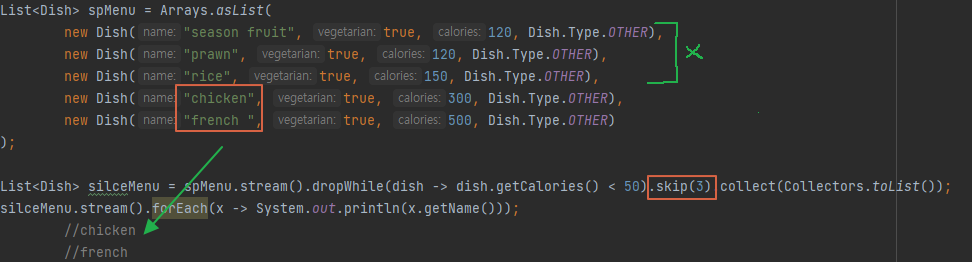 List<Dish> spMenu = Arrays.asList(
new Dish( name: "season fruit", vegetarian: true, calories: 120, Dish.Type.OTHER),
new Dish( name: "prawn", vegetarian: true, calories: 120, Dish.Type.OTHER),
new Dish( name: "rice", vegetarian: true, calories: 150, Dish.Type.OTHER),
new Dish( name: "chicken", vegetarian: true, calories: 300, Dish.Type.OTHER),
new Dish( name: "french ", vegetarian: true, calories: 500, Dish.Type.OTHER)
);
List<Dish> silceMenu = spMenu.stream().dropWhile(dish -> dish.getCalories() < 50).skip(3).collect(Collectors.toList());
silceMenu.stream().forEach(x -> System.out.println(x.getName()));
//chicken
//french